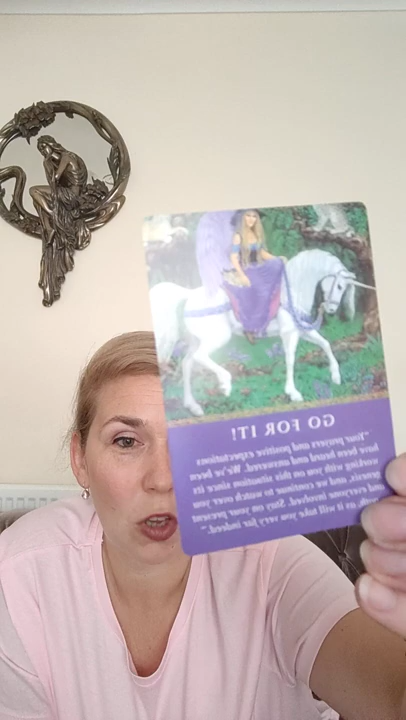 GO FOR IT!
"Your prayers and positive expectations
have been heard and answered. We've been
working with you on this situation since its
genesis, and we continue to watch over you
and everyone involved. Stay on your present
path, as it will take you very far indeed."